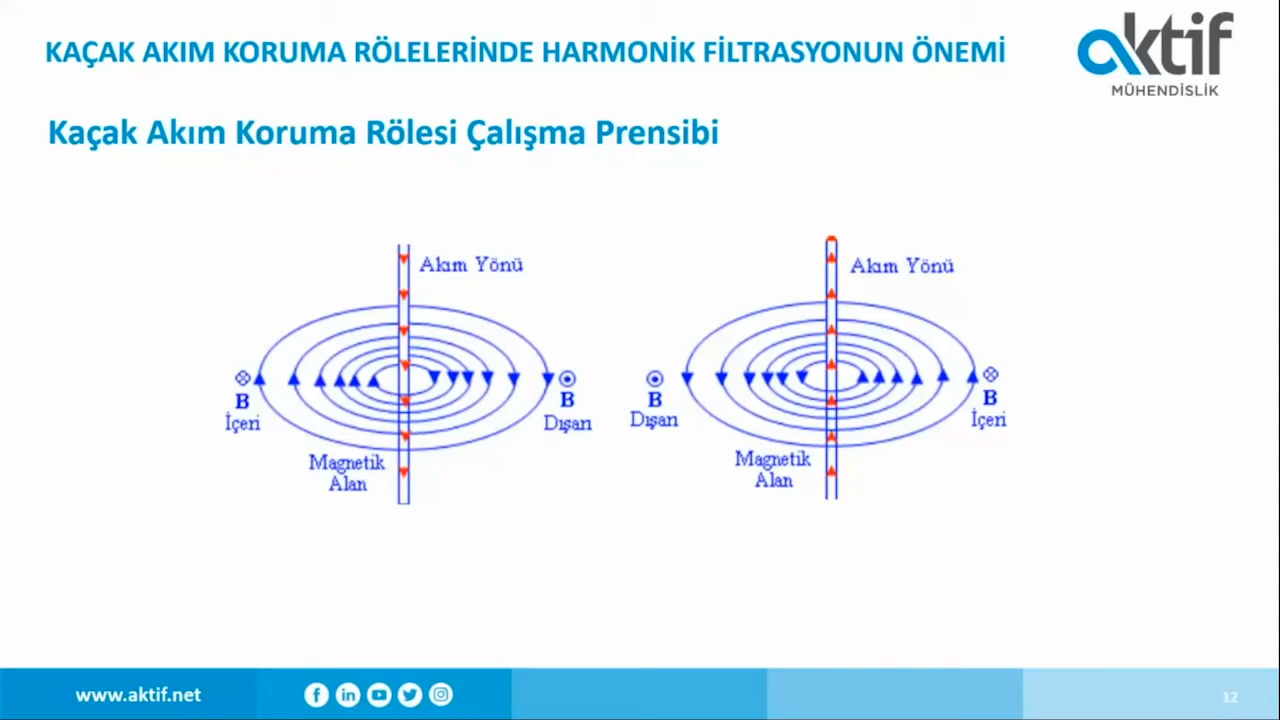 KAÇAK AKIM KORUMA RÖLELERİNDE HARMONİK FİLTRASYONUN ÖNEMİ
aktif
MÜHENDİSLİK
Kaçak Akım Koruma Rölesi Çalışma Prensibi
Akım Yönü
B
İçeri
B
Dışarı
Magnetik
Alan
Akım Yönü
B
Dışarı
B
İçeri
Magnetik
Alan
www.aktif.net
12